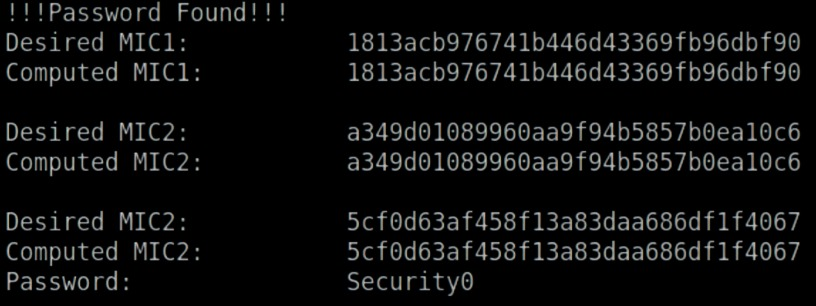 !!!Password Found!!!
Desired MIC1: 1813acb976741b446d43369fb96dbf90
Computed MIC1: 1813acb976741b446d43369fb96dbf90
Desired MIC2: a349d01089960aa9f94b5857b0ea10c6
Computed MIC2: a349d01089960aa9f94b5857b0ea10c6
Desired MIC2: 5cf0d63af458f13a83daa686df1f4067
Computed MIC2: 5cf0d63af458f13a83daa686df1f4067
Password: Security0